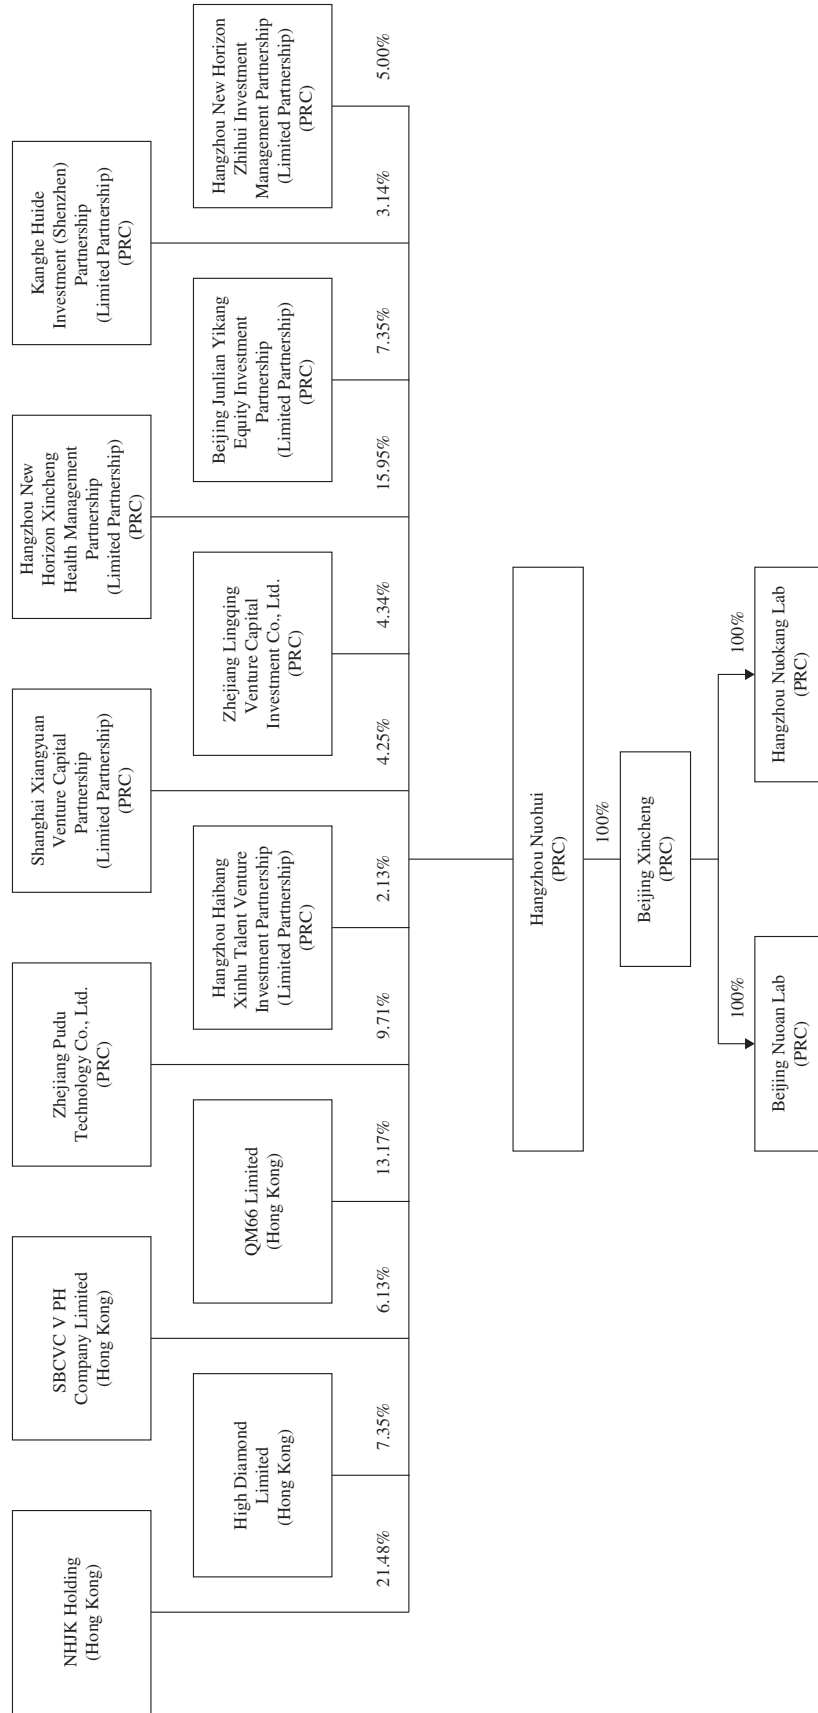 NHJK Holding
(Hong Kong)
SBCVC V PH
Company Limited
(Hong Kong)
Zhejiang Pudu
Technology Co., Ltd.
(PRC)
Shanghai Xiangyuan
Venture Capital
Partnership
(Limited Partnership)
(PRC)
Hangzhou New
Horizon Xincheng
Health Management
Partnership
(Limited Partnership)
(PRC)
Kanghe Huide
Investment (Shenzhen)
Partnership
(Limited Partnership)
(PRC)
High Diamond
Limited
(Hong Kong)
QM66 Limited
(Hong Kong)
Hangzhou Haibang
Xinhu Talent Venture
Investment Partnership
(Limited Partnership)
(PRC)
Zhejiang Lingqing
Venture Capital
Investment Co., Ltd.
(PRC)
Beijing Junlian Yikang
Equity Investment
Partnership
(Limited Partnership)
(PRC)
Hangzhou New Horizon
Zhihui Investment
Management Partnership
(Limited Partnership)
(PRC)
21.48%
7.35%
6.13%
13.17%
9.71%
2.13%
4.25%
4.34%
15.95%
7.35%
3.14%
5.00%
Hangzhou Nuohui
(PRC)
100%
Beijing Xincheng
(PRC)
100%
100%
Beijing Nuoan Lab
(PRC)
Hangzhou Nuokang Lab
(PRC)